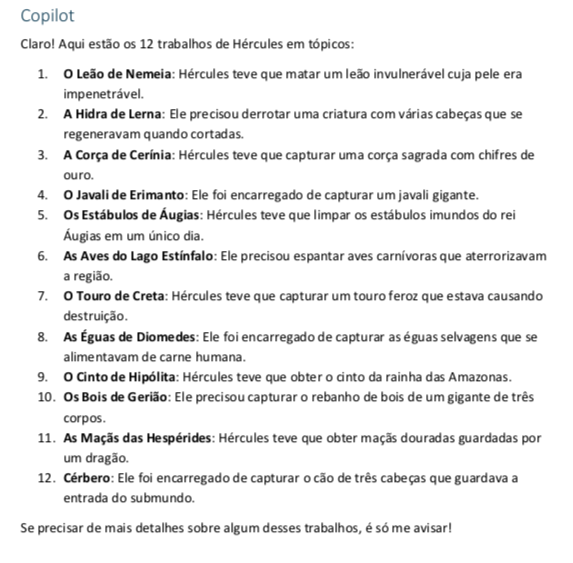 Copilot
Claro! Aqui estão os 12 trabalhos de Hércules em tópicos:
1. O Leão de Nemeia: Hércules teve que matar um leão invulnerável cuja pele era
impenetrável.
2. A Hidra de Lerna: Ele precisou derrotar uma criatura com várias cabeças que se
regeneravam quando cortadas.
3. A Corça de Cerínia: Hércules teve que capturar uma corça sagrada com chifres de
ouro.
4. O Javali de Erimanto: Ele foi encarregado de capturar um javali gigante.
5. Os Estábulos de Áugias: Hércules teve que limpar os estábulos imundos do rei
Áugias em um único dia.
6. As Aves do Lago Estínfalo: Ele precisou espantar aves carnívoras que aterrorizavam
a região.
7. O Touro de Creta: Hércules teve que capturar um touro feroz que estava causando
destruição.
8. As Éguas de Diomedes: Ele foi encarregado de capturar as éguas selvagens que se
alimentavam de carne humana.
9. O Cinto de Hipólita: Hércules teve que obter o cinto da rainha das Amazonas.
10. Os Bois de Gerião: Ele precisou capturar o rebanho de bois de um gigante de três
corpos.
11. As Maçãs das Hespérides: Hércules teve que obter maçãs douradas guardadas por
um dragão.
12. Cérbero: Ele foi encarregado de capturar o cão de três cabeças que guardava a
entrada do submundo.
Se precisar de mais detalhes sobre algum desses trabalhos, é só me avisar!